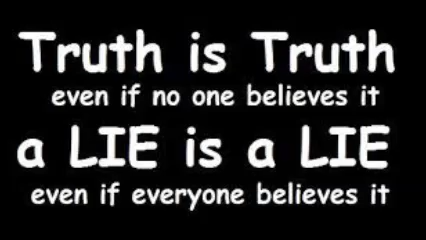 Truth is Truth
even if no one believes it
a LIE is a LIE
even if everyone believes it